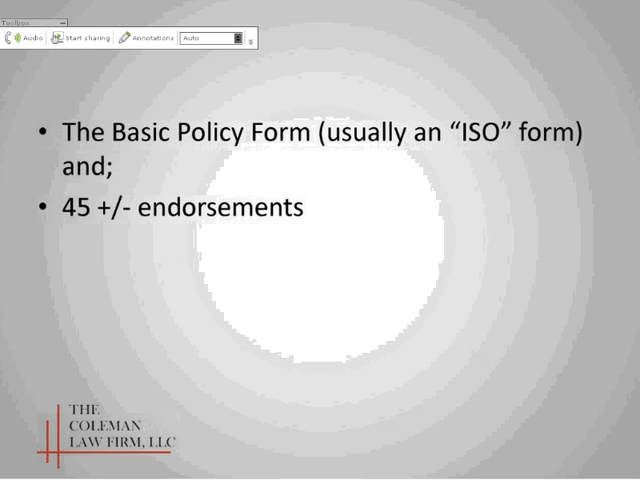 Toolbox
Audio Start sharing Annotations Auto
• The Basic Policy Form (usually an “ISO” form)
and;
• 45 +/- endorsements
THE
COLEMAN
LAW FIRM, LLC